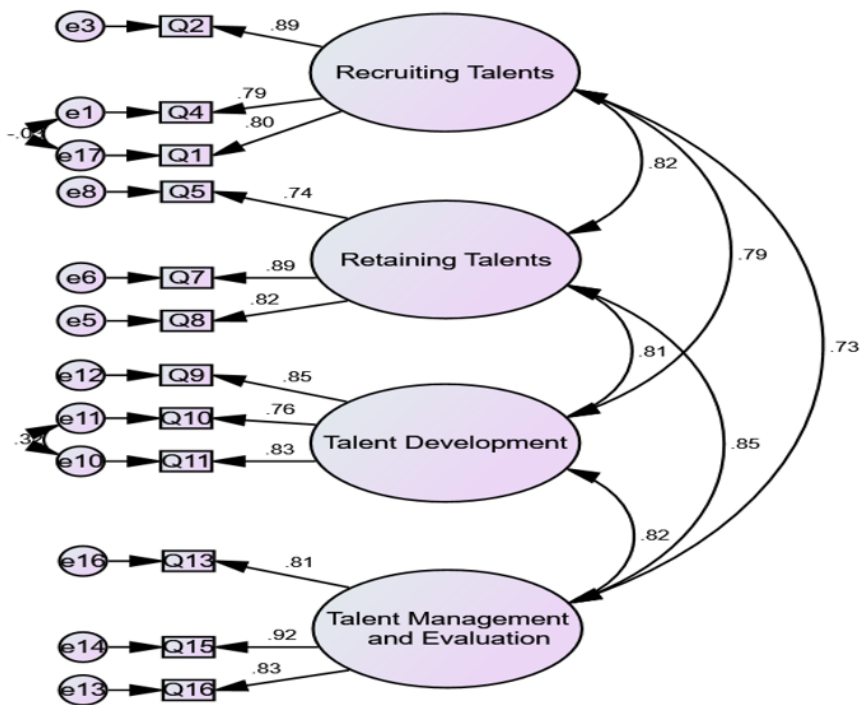 e3
Q2
.89
Recruiting Talents
e1
Q4
.79
e17
Q1
.80
e8
Q5
.74
.82
Retaining Talents
e6
Q7
.89
.79
e5
Q8
.82
.81
.73
e12
Q9
.85
e11
Q10
.76
Talent Development
.85
e10
Q11
.83
.82
e16
Q13
.81
Talent Management
and Evaluation
e14
Q15
.92
e13
Q16
.83